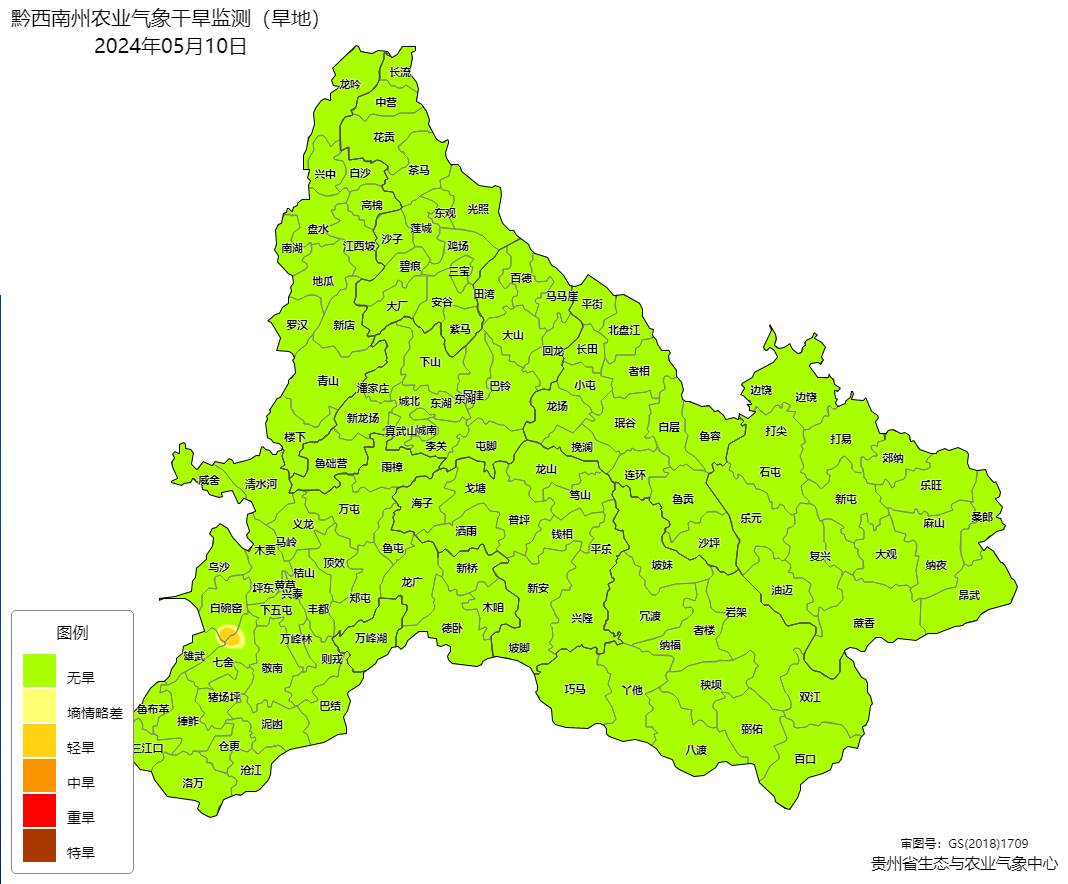 黔西南州农业气象干旱监测（旱地）
2024年05月10日
长流
龙吟
中营
花贡
茶马
兴中
白沙
高棉
东观
光照
盘水
莲城
沙子
南湖
江西坡
鸡场
碧痕
三宝
地瓜
百德
田湾
马马崖
大厂
安谷
平街
罗汉
新店
紫马
北盘江
大山
回龙
长田
下山
者相
青山
潘家庄
巴铃
小屯
边饶
边饶
城北
东湖
东湖
龙场
新龙场
珉谷
白层
真武山
城南
楼下
李关
屯脚
挽澜
鲁容
打尖
打易
鲁础营
雨樟
龙山
连环
石屯
郊纳
威舍
清水河
戈塘
笃山
鲁贡
新屯
乐旺
海子
万屯
普坪
乐元
麻山
蔡郎
义龙
洒雨
钱相
马岭
木贾
鲁屯
平乐
沙坪
复兴
大观
顶效
乌沙
桔山
新桥
坡妹
纳夜
坪东
黄草
兴泰
龙广
新安
油迈
昂武
白碗窑
下五屯
丰都
郑屯
木咱
兴隆
冗渡
岩架
万峰林
万峰湖
德卧
者楼
蔗香
雄武
七舍
敬南
则戎
坡脚
纳福
猪场坪
巧马
丫他
秧坝
双江
鲁布革
捧鲊
泥凼
巴结
弼佑
三江口
仓更
八渡
百口
洛万
沧江
图例
无旱
墒情略差
轻旱
中旱
重旱
特旱
审图号：GS(2018)1709
贵州省生态与农业气象中心